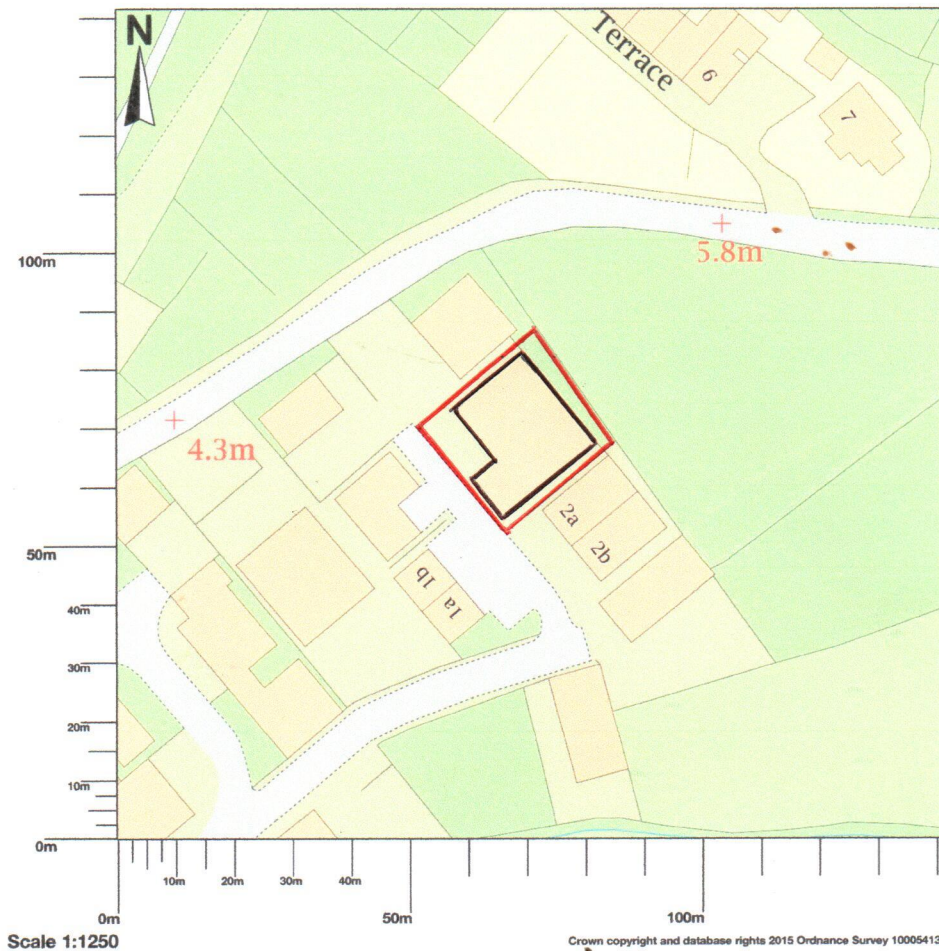 N
Terrace
6
7
100m
5.8m
4.3m
2a
2b
50m
1b
1a
40m
30m
20m
10m
0m
10m
20m
30m
40m
0m
50m
100m
Scale 1:1250
Crown copyright and database rights 2015 Ordnance Survey 10005413